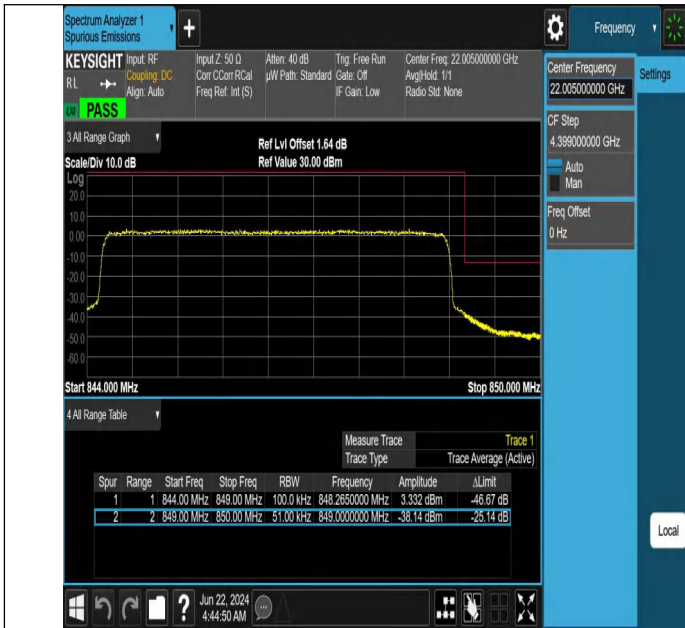 Spectrum Analyzer 1
Spurious Emissions
Frequency
KEYSIGHT
RL
Input: RF
Coupling: DC
Align: Auto
Input Z: 50 Ω
Corr CCorr RCal
Freq Ref: Int (S)
Atten: 40 dB
µW Path: Standard
Trig: Free Run
Gate: Off
IF Gain: Low
Center Freq: 22.005000000 GHz
Avg|Hold: 1/1
Radio Std: None
PASS
Center Frequency
22.005000000 GHz
Settings
CF Step
4.399000000 GHz
Auto
Man
Freq Offset
0 Hz
Local
3 All Range Graph
Scale/Div 10.0 dB
Ref Lvl Offset 1.64 dB
Ref Value 30.00 dBm
Log
20.0
10.0
0.00
-10.0
-20.0
-30.0
-40.0
-50.0
-60.0
Start 844.000 MHz
Stop 850.000 MHz
4 All Range Table
Measure Trace Trace 1
Trace Type Trace Average (Active)
Spur Range Start Freq Stop Freq RBW Frequency Amplitude ΔLimit
1 1 844.00 MHz 849.00 MHz 100.0 kHz 848.2650000 MHz 3.332 dBm -46.67 dB
2 2 849.00 MHz 850.00 MHz 51.00 kHz 849.0000000 MHz -38.14 dBm -25.14 dB
?
Jun 22, 2024
4:44:50 AM